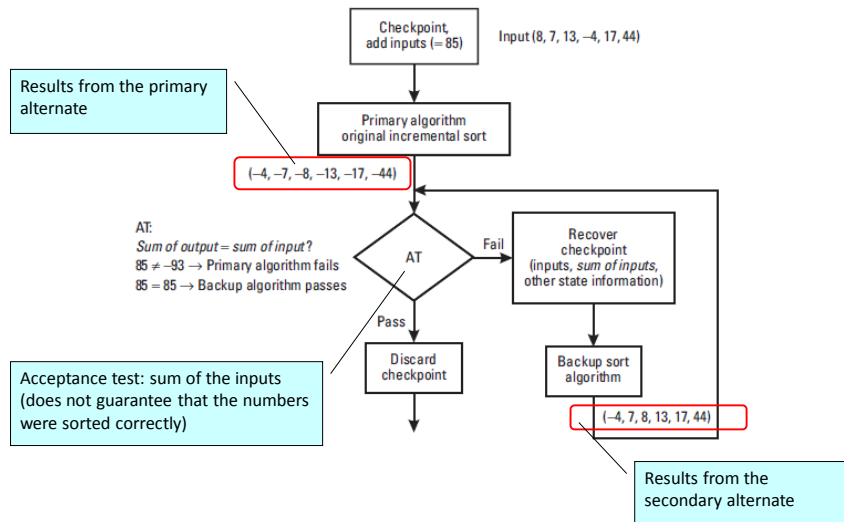 Checkpoint,
add inputs (= 85)
Input (8, 7, 13, –4, 17, 44)
Results from the primary
alternate
Primary algorithm
original incremental sort
(–4, –7, –8, –13, –17, –44)
AT:
Sum of output = sum of input?
85 ≠ –93 → Primary algorithm fails
85 = 85 → Backup algorithm passes
AT
Fail
Recover
checkpoint
(inputs, sum of inputs,
other state information)
Pass
Discard
checkpoint
Backup sort
algorithm
Acceptance test: sum of the inputs
(does not guarantee that the numbers
were sorted correctly)
(–4, 7, 8, 13, 17, 44)
Results from the
secondary alternate